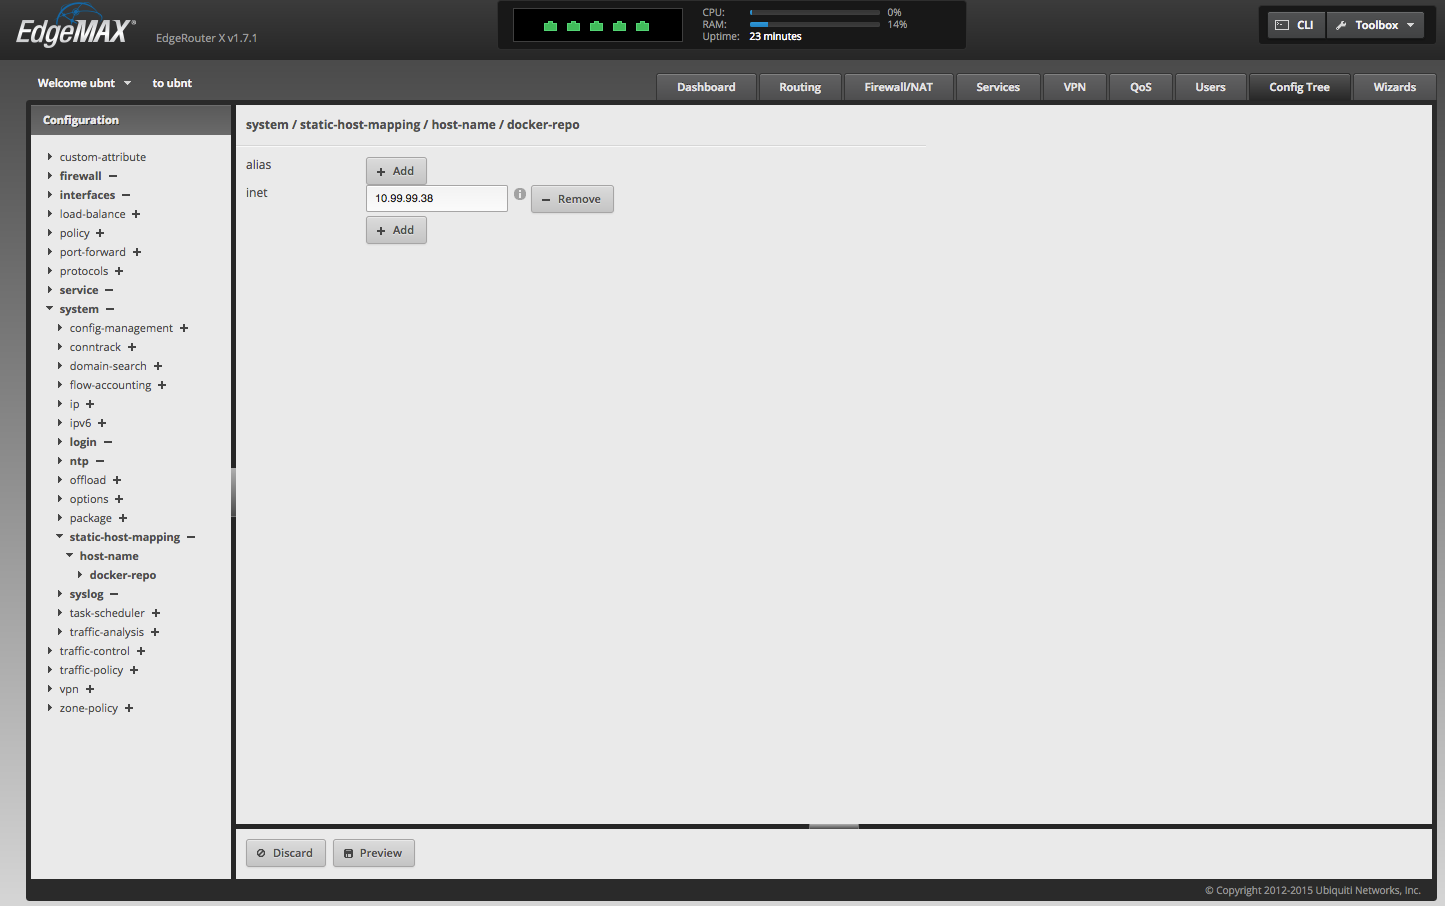 EdgeMAX®
EdgeRouter X v1.7.1
CPU: 0%
RAM: 14%
Uptime: 23 minutes
CLI
Toolbox
Welcome ubnt
to ubnt
Dashboard
Routing
Firewall/NAT
Services
VPN
QoS
Users
Config Tree
Wizards
Configuration
custom-attribute
firewall −
interfaces −
load-balance +
policy +
port-forward +
protocols +
service −
system −
config-management +
conntrack +
domain-search +
flow-accounting +
ip +
ipv6 +
login −
ntp −
offload +
options +
package +
static-host-mapping −
host-name
docker-repo
syslog −
task-scheduler +
traffic-analysis +
traffic-control +
traffic-policy +
vpn +
zone-policy +
system / static-host-mapping / host-name / docker-repo
alias
+ Add
inet
10.99.99.38
− Remove
+ Add
Discard
Preview
© Copyright 2012-2015 Ubiquiti Networks, Inc.